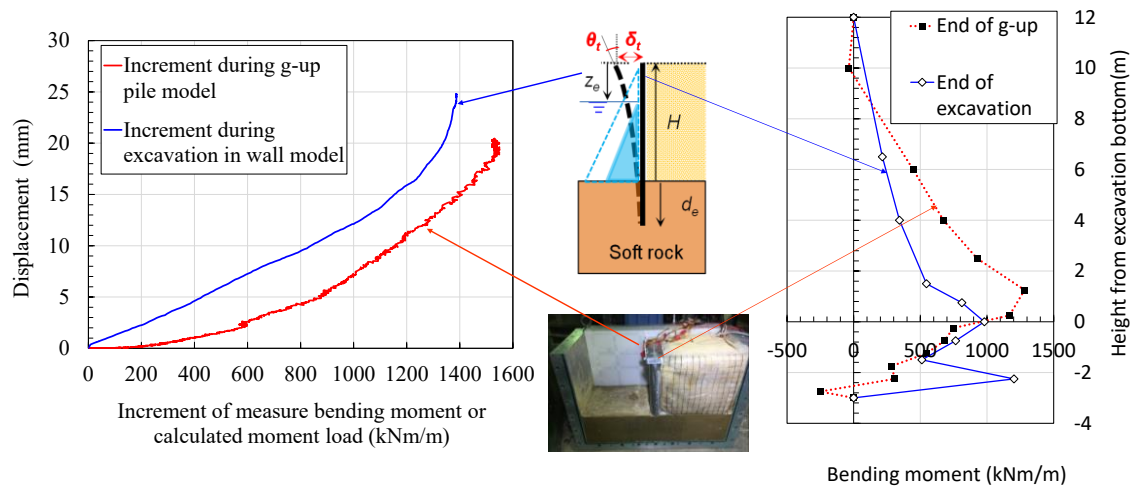 30
25
20
15
10
5
0
Displacement (mm)
Increment during g-up
pile model
Increment during
excavation in wall model
0
200
400
600
800
1000
1200
1400
1600
Increment of measure bending moment or
calculated moment load (kNm/m)
θt
δt
ze
H
de
Soft rock
End of g-up
End of
excavation
12
10
8
6
4
2
0
-2
-4
-500
0
500
1000
1500
Height from excavation bottom(m)
Bending moment (kNm/m)